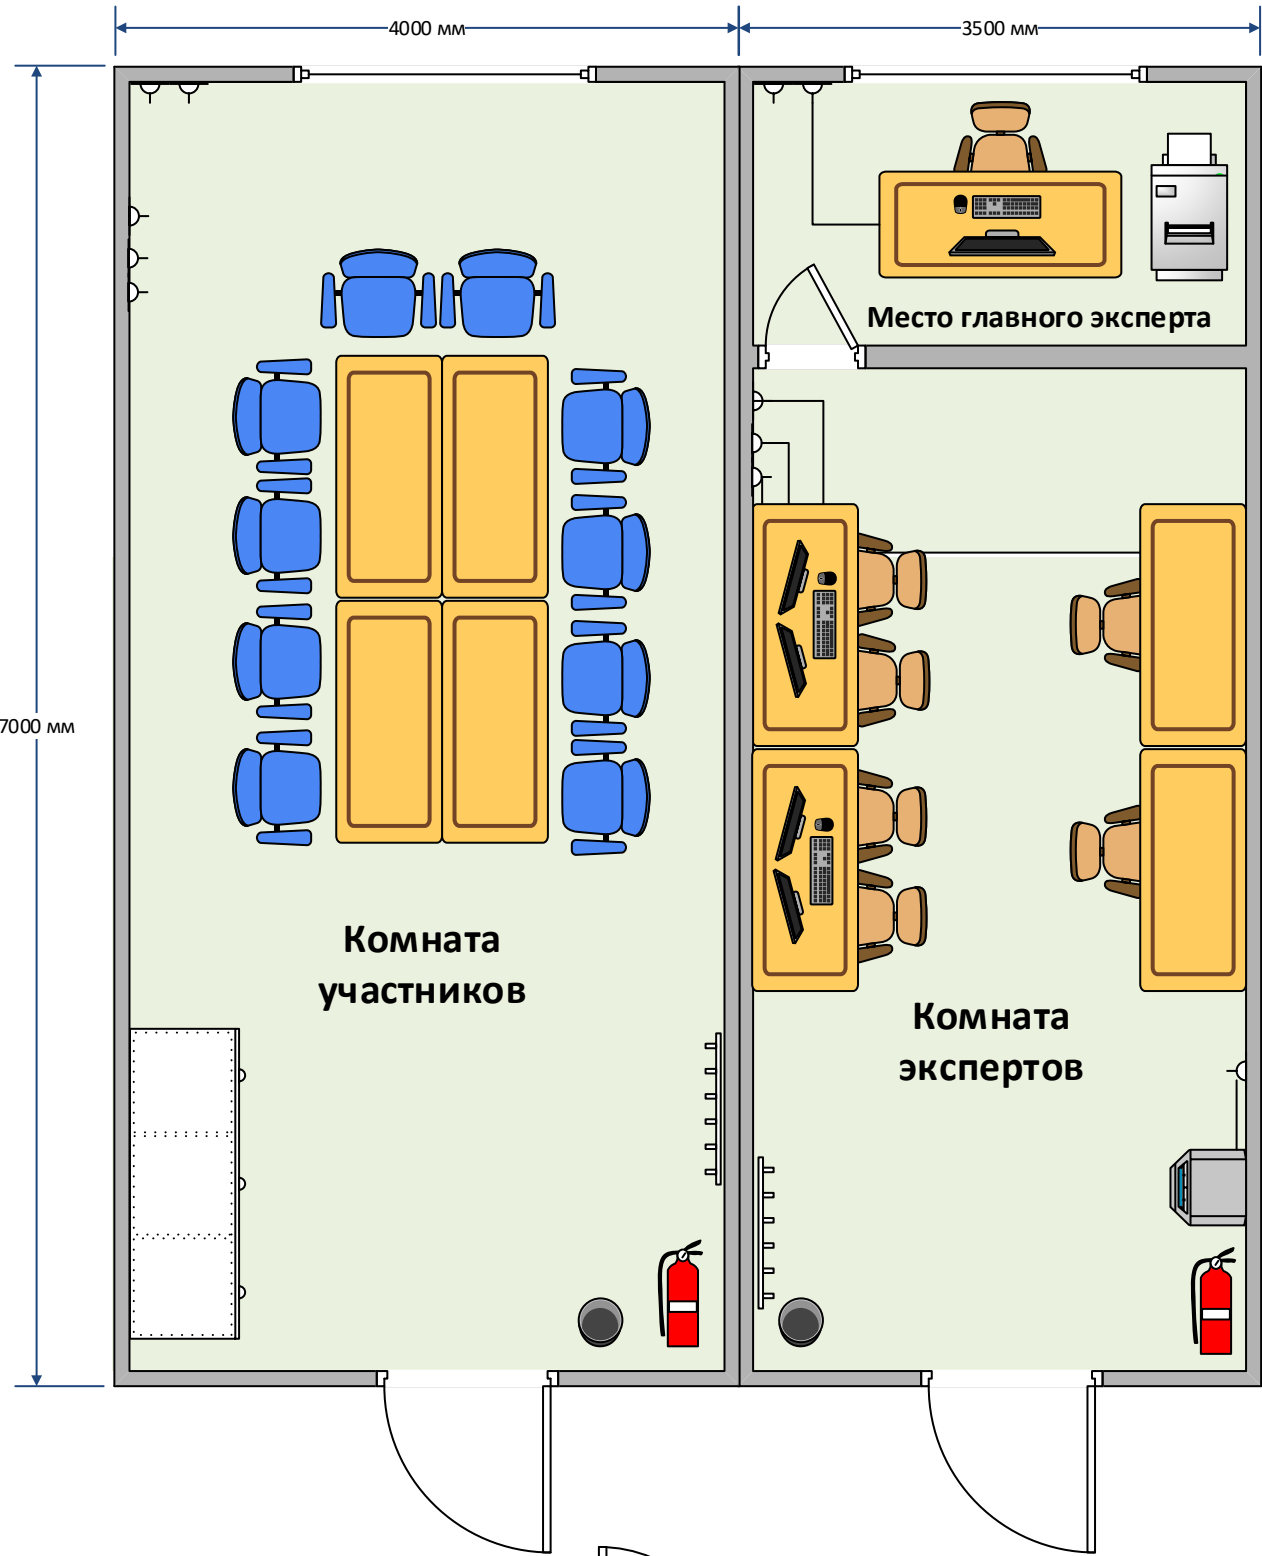 4000 мм
3500 мм
Место главного эксперта
7000 мм
Комната
участников
Комната
экспертов